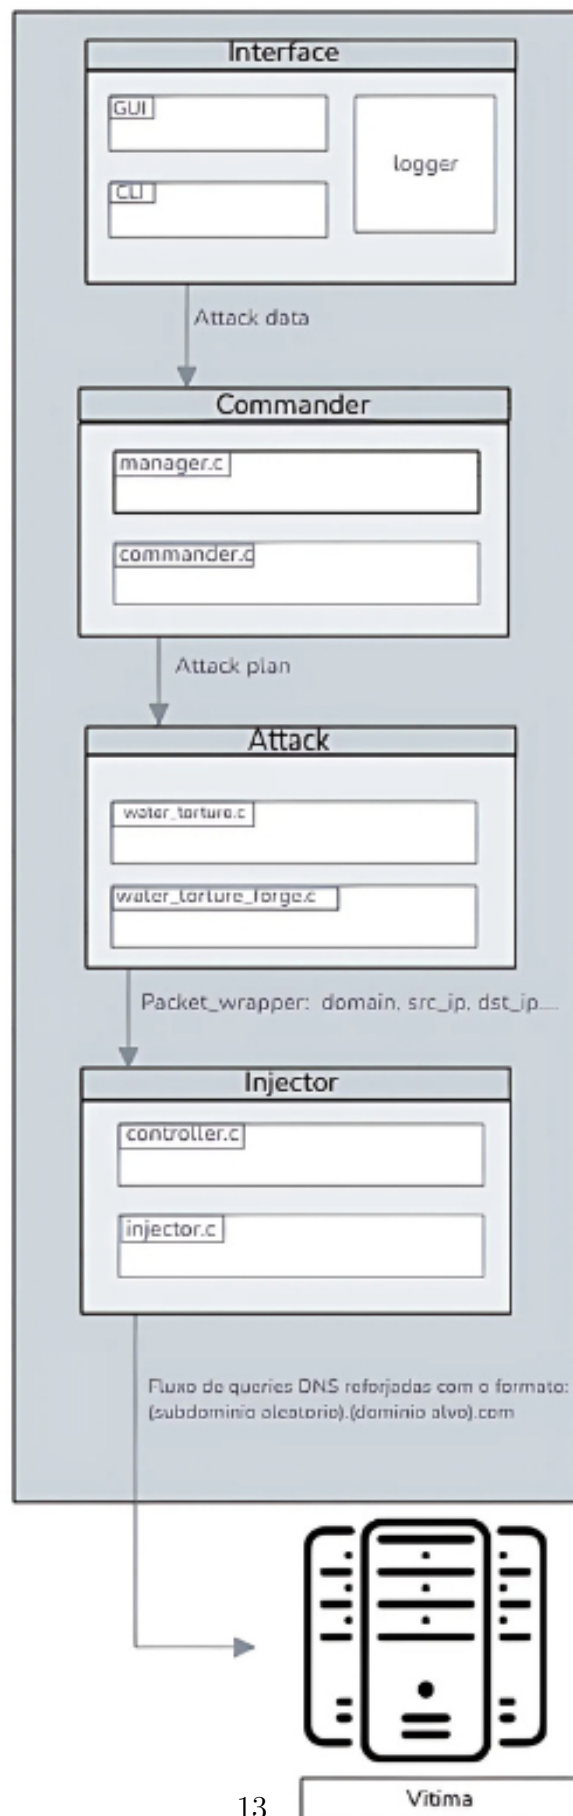 Interface
GUI
logger
CLI
Attack data
Commander
manager.c
commander.c
Attack plan
Attack
water_torture.c
water_torture_forge.c
Packet_wrapper: domain, src_ip, dst_ip....
Injector
controller.c
injector.c
Fluxo de queries DNS reforjadas com o formato:
(subdominio aleatorio).(dominio alvo).com
13
Vitima